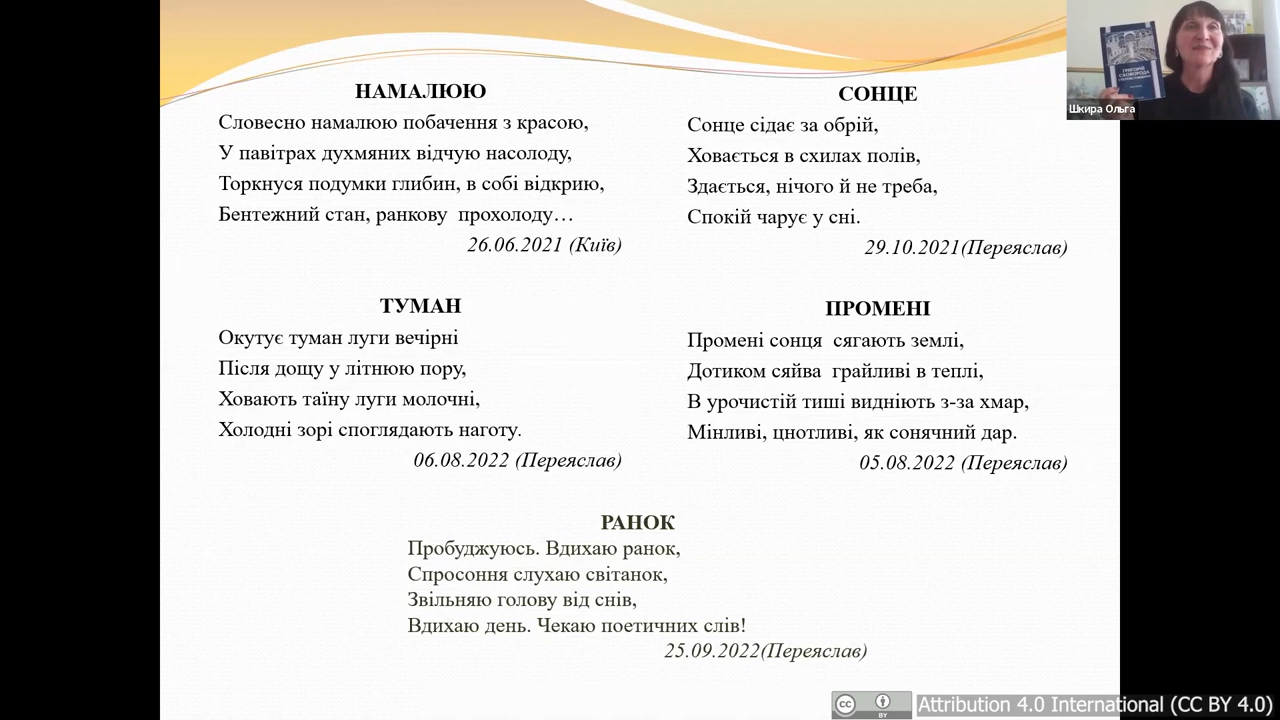 НАМАЛЮЮ
Словесно намалюю побачення з красою,
У павітрах духмяних відчую насолоду,
Торкнуся подумки глибин, в собі відкрию,
Бентежний стан, ранкову прохолоду…
26.06.2021 (Київ)
СОНЦЕ
Сонце сідає за обрій,
Ховається в схилах полів,
Здається, нічого й не треба,
Спокій чарує у сні.
29.10.2021(Переяслав)
ТУМАН
Окутує туман луги вечірні
Після дощу у літнюю пору,
Ховають таїну луги молочні,
Холодні зорі споглядають наготу.
06.08.2022 (Переяслав)
ПРОМЕНІ
Промені сонця сягають землі,
Дотиком сяйва грайливі в теплі,
В урочистій тиші видніють з-за хмар,
Мінливі, цнотливі, як сонячний дар.
05.08.2022 (Переяслав)
РАНОК
Пробуджуюсь. Вдихаю ранок,
Спросоння слухаю світанок,
Звільняю голову від снів,
Вдихаю день. Чекаю поетичних слів!
25.09.2022(Переяслав)
ГРИГОРІЙ
СКОВОРОДА
Шкира Ольга
cc BY
Attribution 4.0 International (CC BY 4.0)